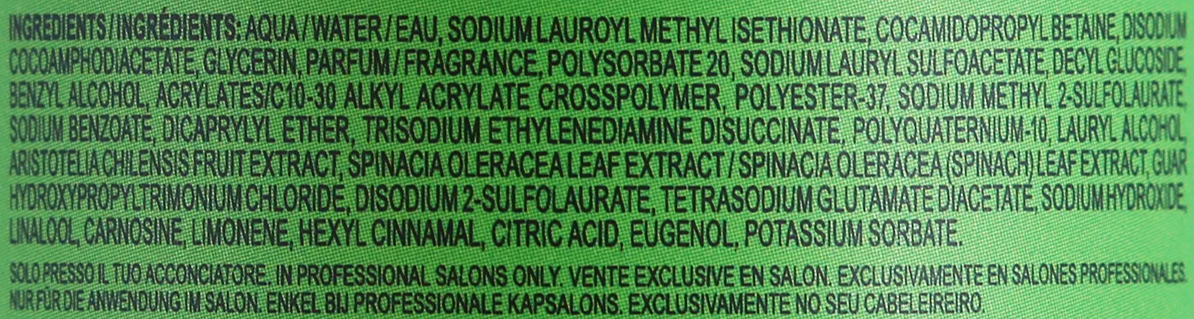 INGREDIENTS/INGRÉDIENTS: AQUA/WATER/EAU, SODIUM LAUROYL METHYL ISETHIONATE, COCAMIDOPROPYL BETAINE, DISODIUM
COCOAMPHODIACETATE, GLYCERIN, PARFUM/FRAGRANCE, POLYSORBATE 20, SODIUM LAURYL SULFOACETATE, DECYL GLUCOSIDE,
BENZYL ALCOHOL, ACRYLATES/C10-30 ALKYL ACRYLATE CROSSPOLYMER, POLYESTER-37, SODIUM METHYL 2-SULFOLAURATE,
SODIUM BENZOATE, DICAPRYLYL ETHER, TRISODIUM ETHYLENEDIAMINE DISUCCINATE, POLYQUATERNIUM-10, LAURYL ALCOHOL,
ARISTOTELIA CHILENSIS FRUIT EXTRACT, SPINACIA OLERACEA LEAF EXTRACT / SPINACIA OLERACEA (SPINACH) LEAF EXTRACT, GUAR
HYDROXYPROPYLTRIMONIUM CHLORIDE, DISODIUM 2-SULFOLAURATE, TETRASODIUM GLUTAMATE DIACETATE, SODIUM HYDROXIDE,
LINALOOL, CARNOSINE, LIMONENE, HEXYL CINNAMAL, CITRIC ACID, EUGENOL, POTASSIUM SORBATE.
SOLO PRESSO IL TUO ACCONCIATORE. IN PROFESSIONAL SALONS ONLY. VENTE EXCLUSIVE EN SALON. EXCLUSIVAMENTE EN SALONES PROFESSIONALES.
NUR FÜR DIE ANWENDUNG IM SALON. ENKEL BIJ PROFESSIONALE KAPSALONS. EXCLUSIVAMENTE NO SEU CABELEIREIRO.